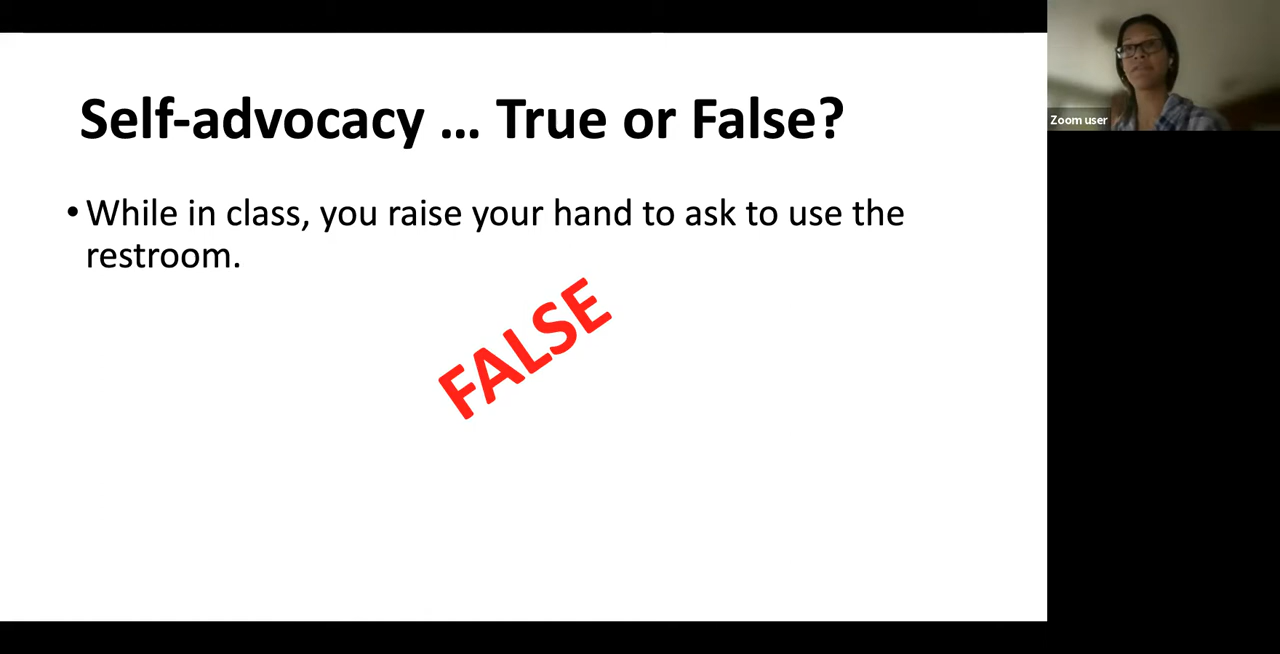 Self-advocacy ... True or False?
• While in class, you raise your hand to ask to use the
restroom.
FALSE
Zoom user